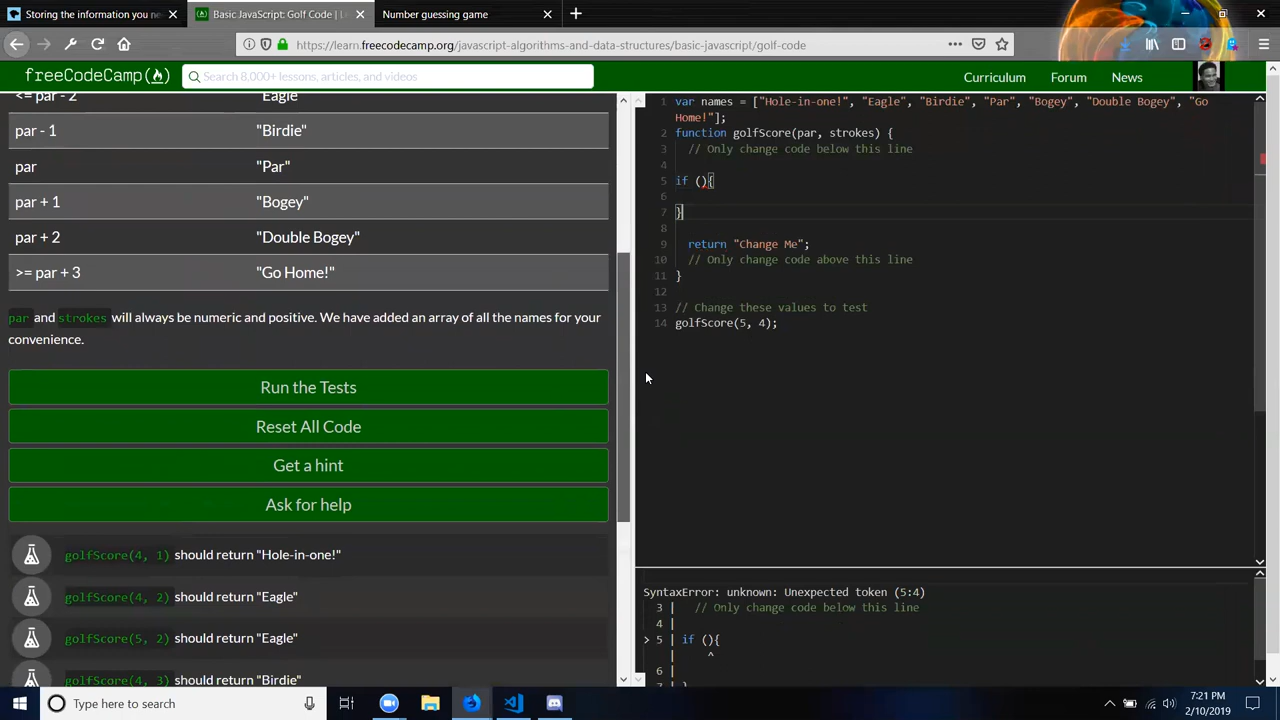 Storing the information you ne
Basic JavaScript: Golf Code | L
Number guessing game
https://learn.freecodecamp.org/javascript-algorithms-and-data-structures/basic-javascript/golf-code
freeCodeCamp
Search 8,000+ lessons, articles, and videos
Curriculum Forum News
<= par - 2 "Eagle"
par - 1 "Birdie"
par "Par"
par + 1 "Bogey"
par + 2 "Double Bogey"
>= par + 3 "Go Home!"
par and strokes will always be numeric and positive. We have added an array of all the names for your
convenience.
Run the Tests
Reset All Code
Get a hint
Ask for help
golfScore(4, 1) should return "Hole-in-one!"
golfScore(4, 2) should return "Eagle"
golfScore(5, 2) should return "Eagle"
golfScore(4, 3) should return "Birdie"
1 var names = ["Hole-in-one!", "Eagle", "Birdie", "Par", "Bogey", "Double Bogey", "Go
Home!"];
2 function golfScore(par, strokes) {
3 // Only change code below this line
4
5 if (){
6
7 }
8
9 return "Change Me";
10 // Only change code above this line
11 }
12
13 // Change these values to test
14 golfScore(5, 4);
SyntaxError: unknown: Unexpected token (5:4)
3 | // Only change code below this line
4 |
> 5 | if (){
| ^
6 |
7 | }
Type here to search
7:21 PM
2/10/2019